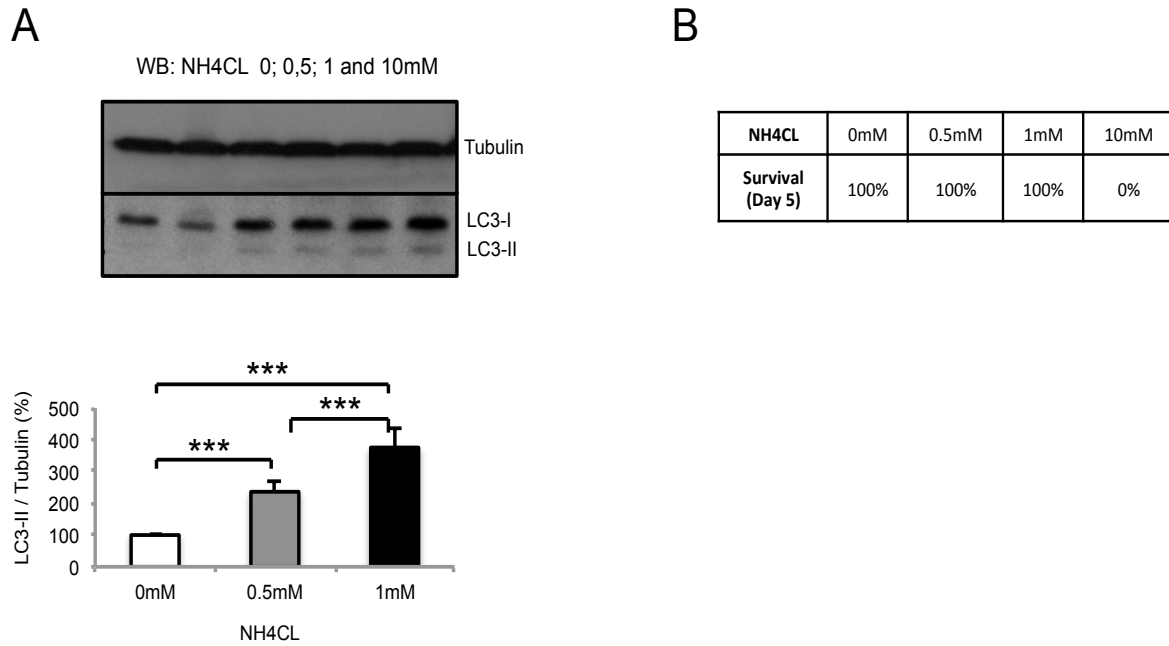 A
B
WB: NH4CL 0; 0,5; 1 and 10mM
Tubulin
LC3-I
LC3-II
***
***
***
LC3-II / Tubulin (%)
500
400
300
200
100
0
0mM 0.5mM 1mM
NH4CL
NH4CL 0mM 0.5mM 1mM 10mM
Survival
(Day 5) 100% 100% 100% 0%